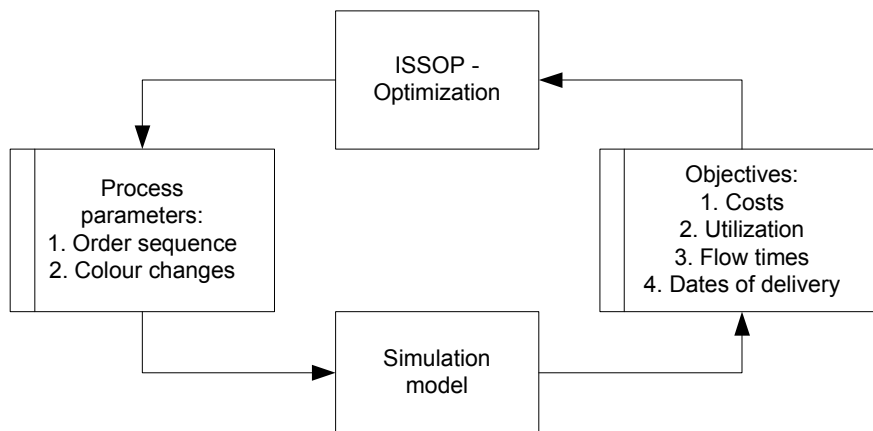 ISSOP -
Optimization
Process
parameters:
1. Order sequence
2. Colour changes
Objectives:
1. Costs
2. Utilization
3. Flow times
4. Dates of delivery
Simulation
model